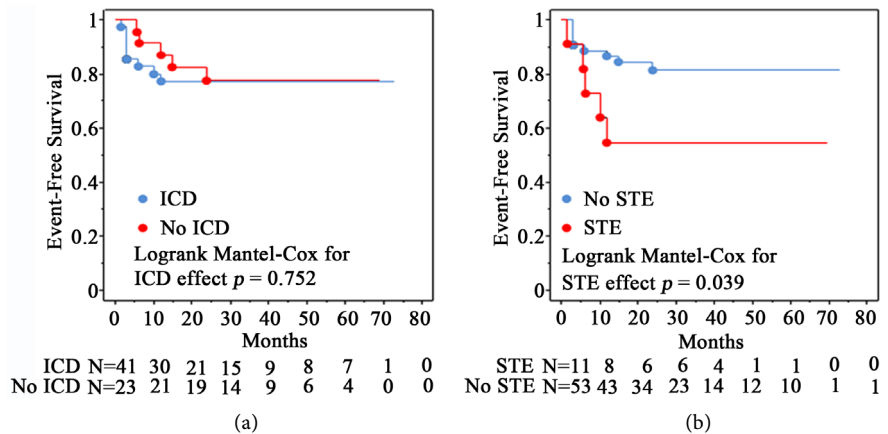 Event-Free Survival
1
0.8
0.6
0.4
0.2
0
ICD
No ICD
Logrank Mantel-Cox for
ICD effect p = 0.752
0 10 20 30 40 50 60 70 80
Months
ICD N=41 30 21 15 9 8 7 1 0
No ICD N=23 21 19 14 9 6 4 0 0
(a)
Event-Free Survival
1
0.8
0.6
0.4
0.2
0
No STE
STE
Logrank Mantel-Cox for
STE effect p = 0.039
0 10 20 30 40 50 60 70 80
Months
STE N=11 8 6 6 4 1 1 0 0
No STE N=53 43 34 23 14 12 10 1 1
(b)